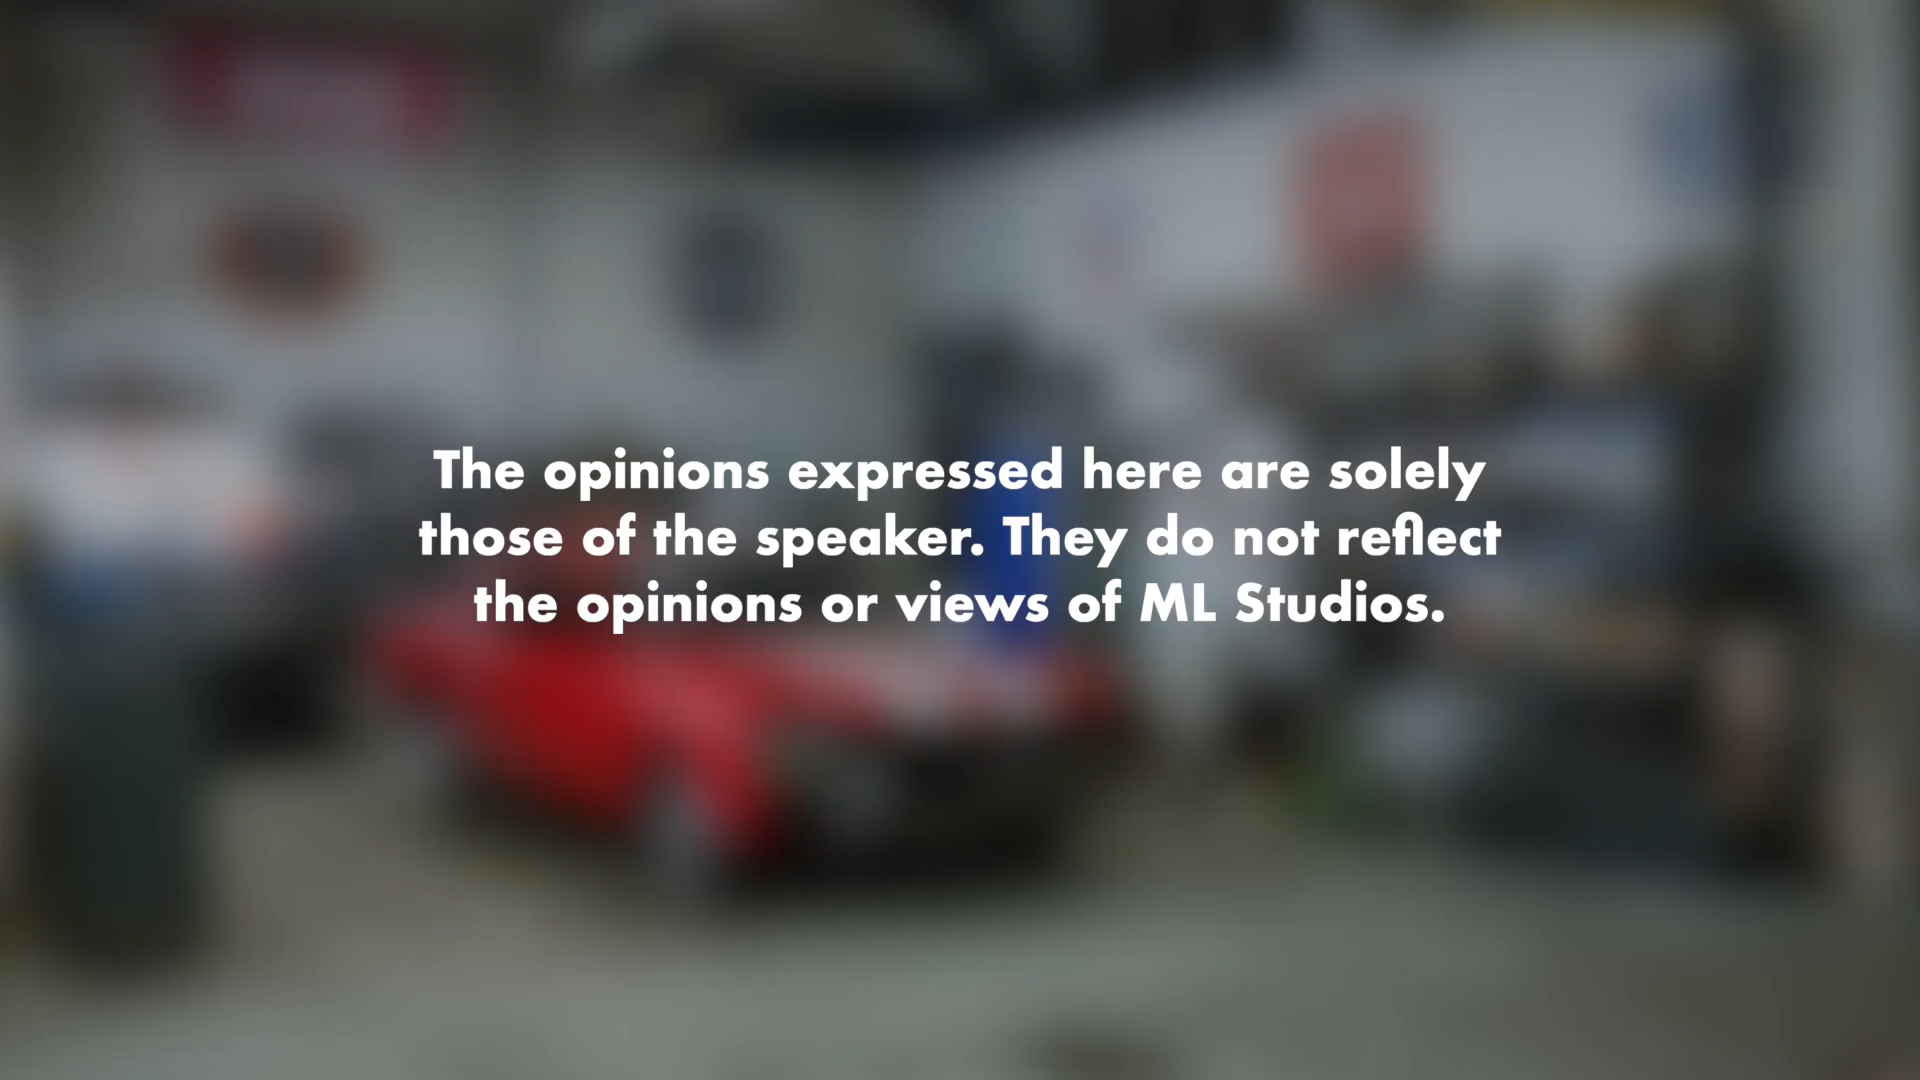 The opinions expressed here are solely
those of the speaker. They do not reflect
the opinions or views of ML Studios.